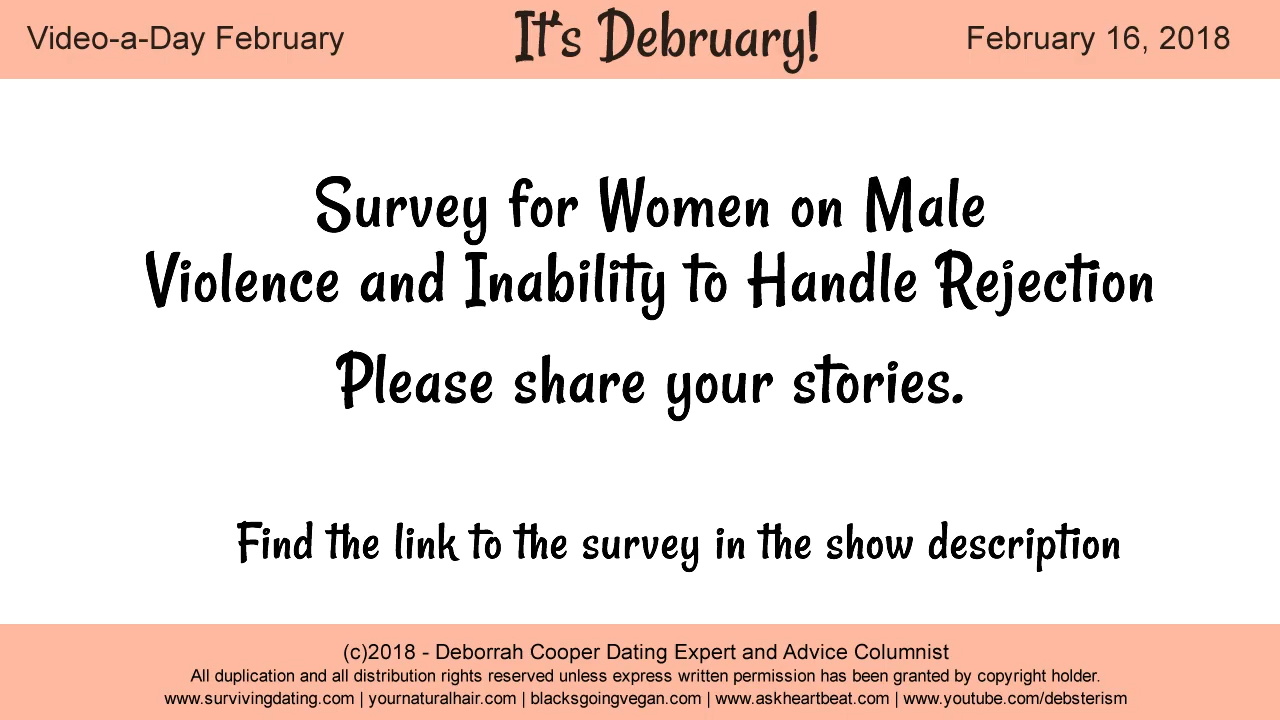 Video-a-Day February
It's Debruary!
February 16, 2018
Survey for Women on Male
Violence and Inability to Handle Rejection
Please share your stories.
Find the link to the survey in the show description
(c)2018 - Deborrah Cooper Dating Expert and Advice Columnist
All duplication and all distribution rights reserved unless express written permission has been granted by copyright holder.
www.survivingdating.com | yournaturalhair.com | blacksgoingvegan.com | www.askheartbeat.com | www.youtube.com/debsterism